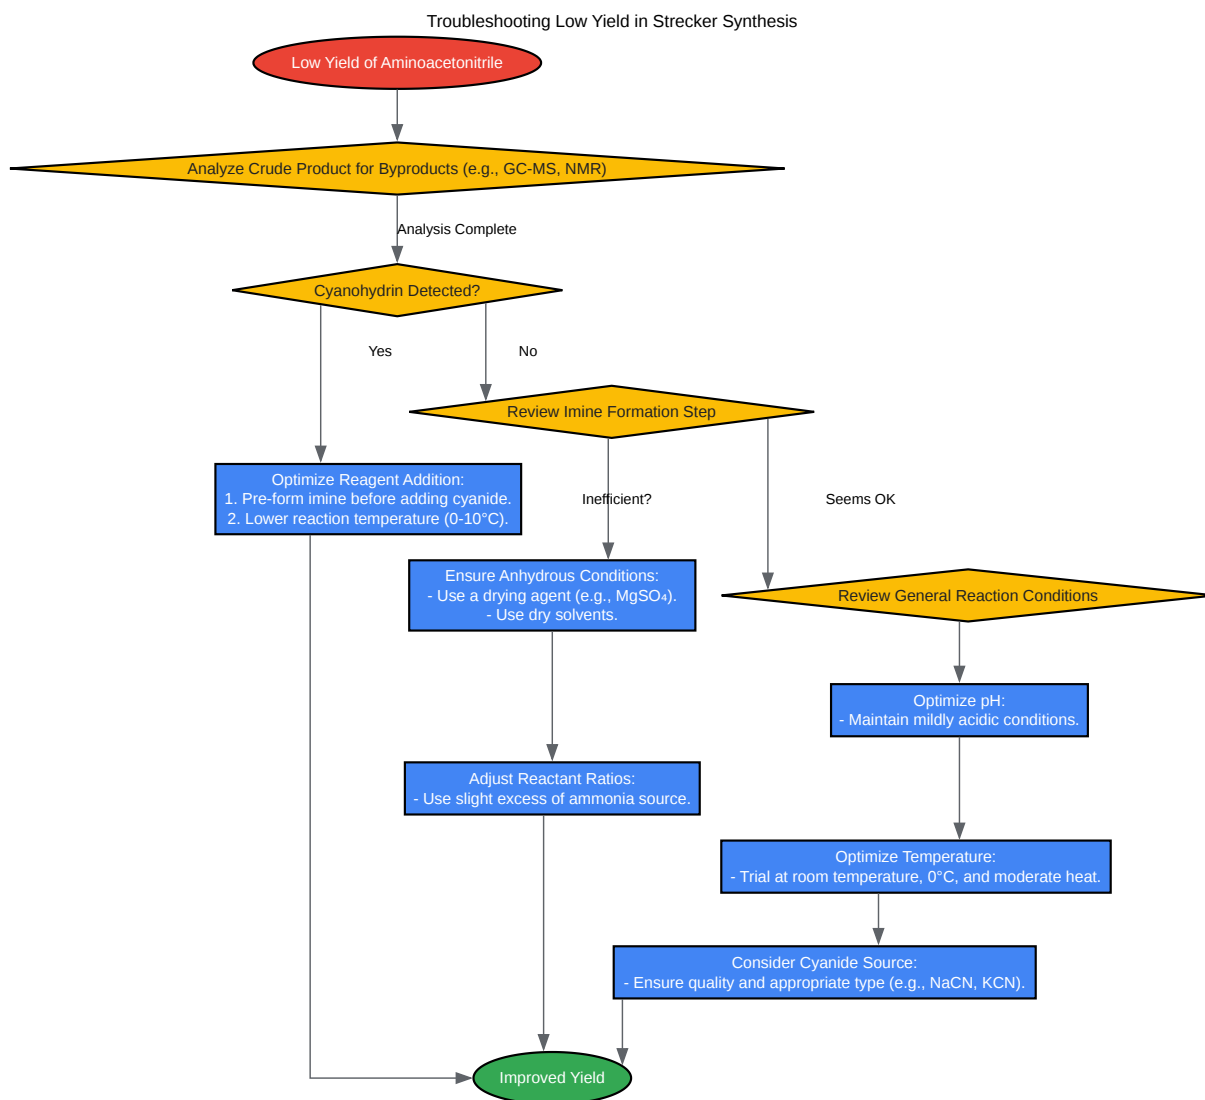 Troubleshooting Low Yield in Strecker Synthesis
Low Yield of Aminoacetonitrile
Analyze Crude Product for Byproducts (e.g., GC-MS, NMR)
Analysis Complete
Cyanohydrin Detected?
Yes
No
Review Imine Formation Step
Optimize Reagent Addition:
1. Pre-form imine before adding cyanide.
2. Lower reaction temperature (0-10°C).
Inefficient?
Seems OK
Ensure Anhydrous Conditions:
- Use a drying agent (e.g., MgSO₄).
- Use dry solvents.
Review General Reaction Conditions
Optimize pH:
- Maintain mildly acidic conditions.
Adjust Reactant Ratios:
- Use slight excess of ammonia source.
Optimize Temperature:
- Trial at room temperature, 0°C, and moderate heat.
Consider Cyanide Source:
- Ensure quality and appropriate type (e.g., NaCN, KCN).
Improved Yield